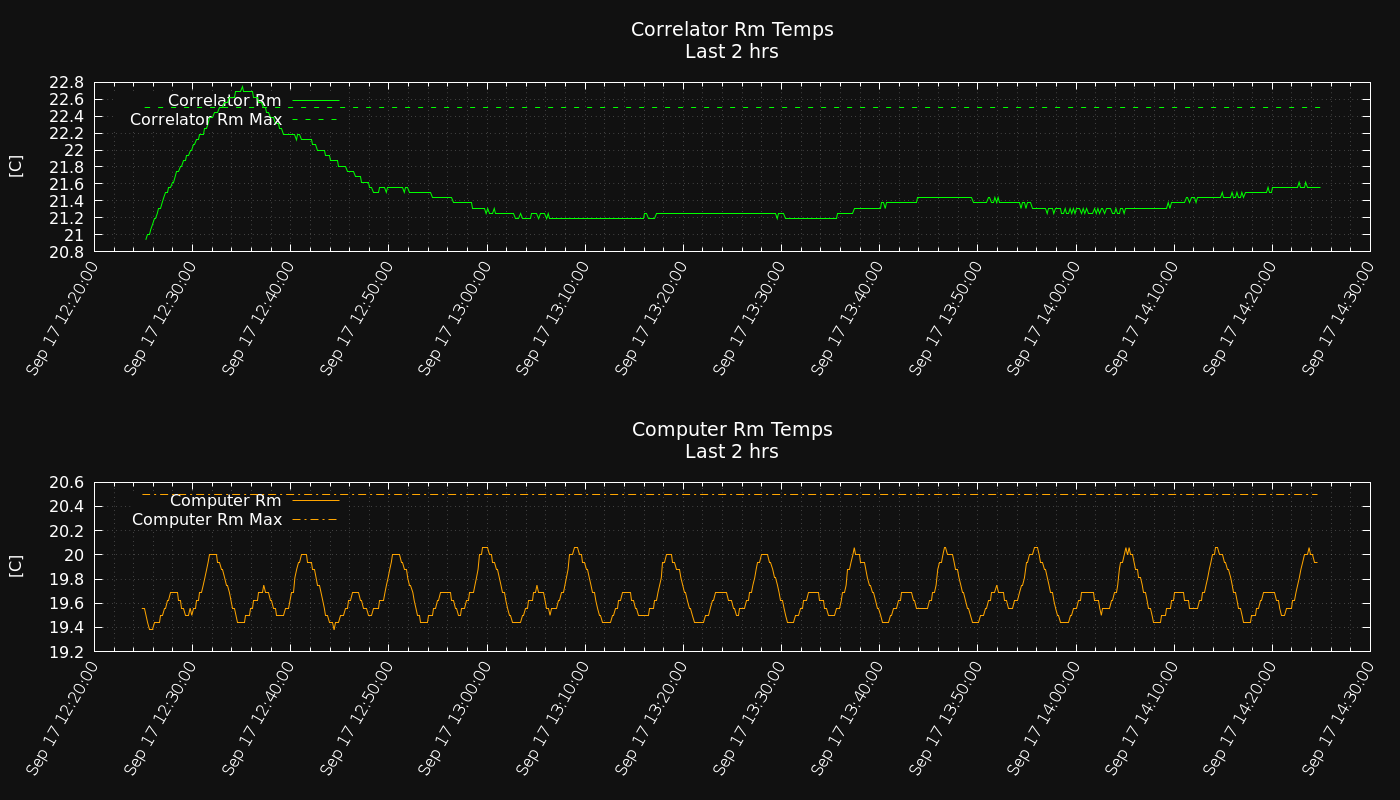 Correlator Rm Temps
Last 2 hrs
[C]
22.8
22.6
22.4
22.2
22
21.8
21.6
21.4
21.2
21
20.8
Correlator Rm
Correlator Rm Max
Sep 17 12:20:00
Sep 17 12:30:00
Sep 17 12:40:00
Sep 17 12:50:00
Sep 17 13:00:00
Sep 17 13:10:00
Sep 17 13:20:00
Sep 17 13:30:00
Sep 17 13:40:00
Sep 17 13:50:00
Sep 17 14:00:00
Sep 17 14:10:00
Sep 17 14:20:00
Sep 17 14:30:00
Computer Rm Temps
Last 2 hrs
[C]
20.6
20.4
20.2
20
19.8
19.6
19.4
19.2
Computer Rm
Computer Rm Max
Sep 17 12:20:00
Sep 17 12:30:00
Sep 17 12:40:00
Sep 17 12:50:00
Sep 17 13:00:00
Sep 17 13:10:00
Sep 17 13:20:00
Sep 17 13:30:00
Sep 17 13:40:00
Sep 17 13:50:00
Sep 17 14:00:00
Sep 17 14:10:00
Sep 17 14:20:00
Sep 17 14:30:00